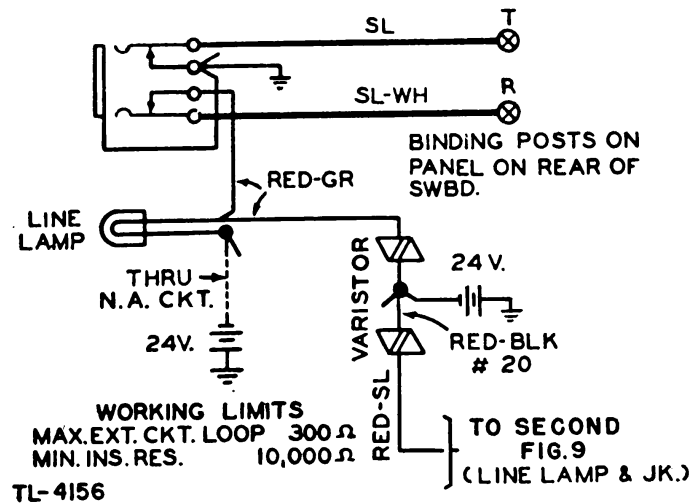 SL
T
SL-WH
R
BINDING POSTS ON
PANEL ON REAR OF
SWBD.
RED-GR
LINE
LAMP
THRU
N.A. CKT.
24V.
VARISTOR
24 V.
RED-BLK
# 20
RED-SL
WORKING LIMITS
MAX.EXT.CKT.LOOP 300Ω
MIN.INS.RES. 10,000Ω
TO SECOND
FIG.9
(LINE LAMP & JK.)
TL-4156